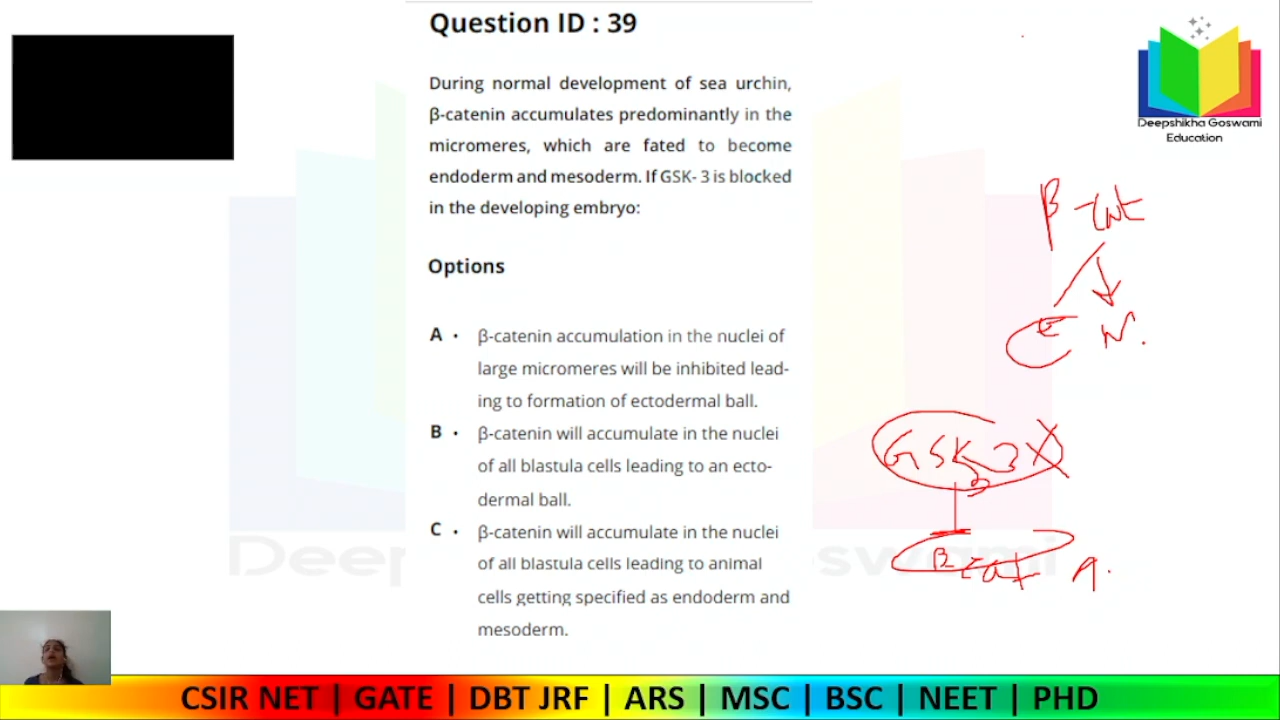 Question ID : 39
During normal development of sea urchin,
β-catenin accumulates predominantly in the
micromeres, which are fated to become
endoderm and mesoderm. If GSK- 3 is blocked
in the developing embryo:
Options
A · β-catenin accumulation in the nuclei of
large micromeres will be inhibited lead-
ing to formation of ectodermal ball.
B · β-catenin will accumulate in the nuclei
of all blastula cells leading to an ecto-
dermal ball.
C · β-catenin will accumulate in the nuclei
of all blastula cells leading to animal
cells getting specified as endoderm and
mesoderm.
Deepshikha Goswami
Education
β-cat
N.
GSK3
β cat
CSIR NET | GATE | DBT JRF | ARS | MSC | BSC | NEET | PHD